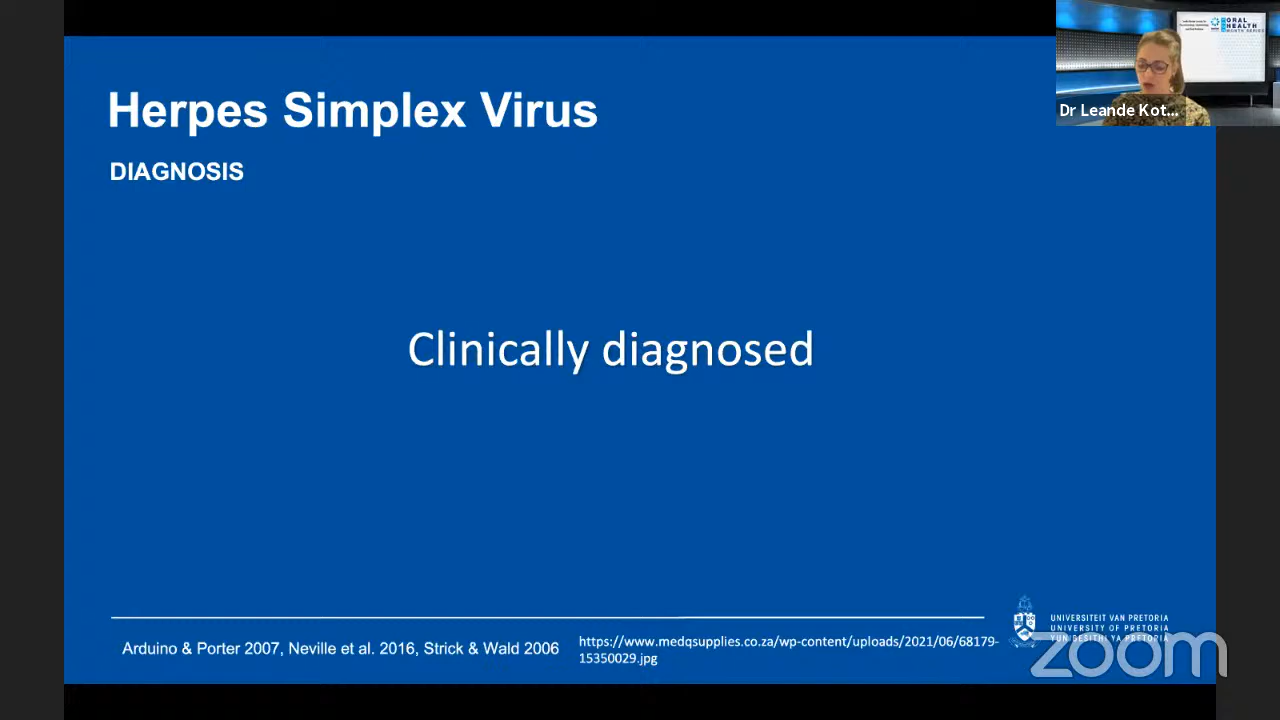 ORAL
HEALTH
MONTH SERIES
Dr Leande Kot...
Herpes Simplex Virus
DIAGNOSIS
Clinically diagnosed
Arduino & Porter 2007, Neville et al. 2016, Strick & Wald 2006
https://www.medqsupplies.co.za/wp-content/uploads/2021/06/68179-
15350029.jpg
UNIVERSITEIT VAN PRETORIA
UNIVERSITY OF PRETORIA
YUNIBESITHI YA PRETORIA
zoom